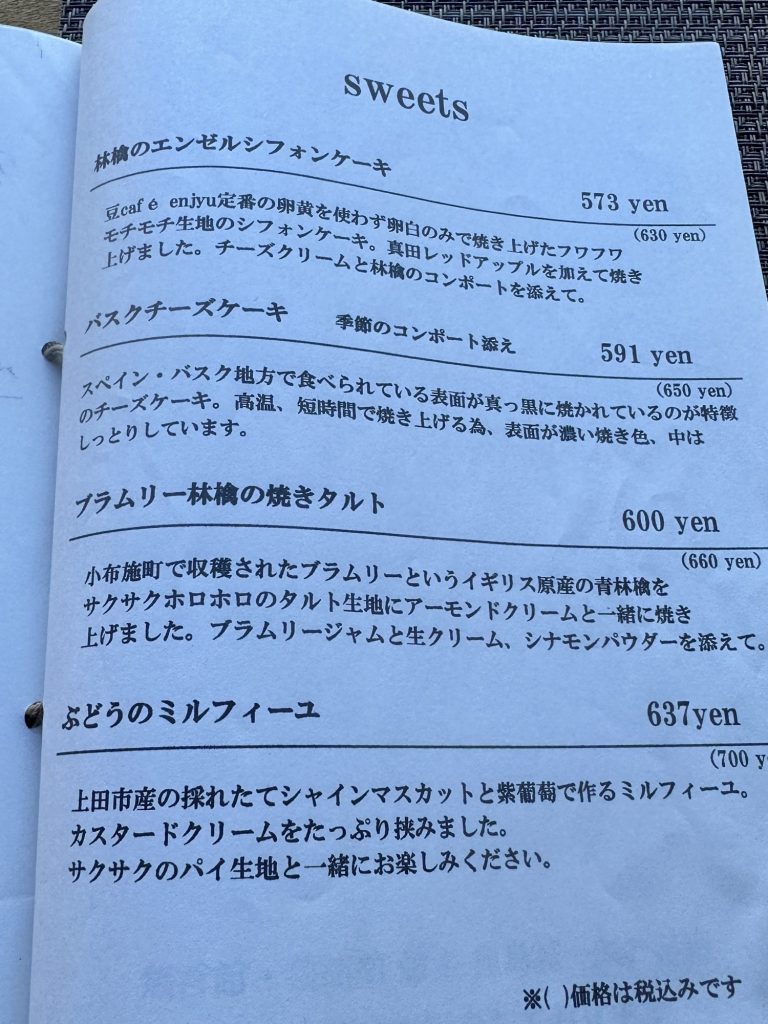 sweets
林檎のエンゼルシフォンケーキ
573 yen
(630 yen)
豆café enjyu定番の卵黄を使わず卵白のみで焼き上げたフワフワ
モチモチ生地のシフォンケーキ。真田レッドアップルを加えて焼き
上げました。チーズクリームと林檎のコンポートを添えて。
バスクチーズケーキ 季節のコンポート添え
591 yen
(650 yen)
スペイン・バスク地方で食べられている表面が真っ黒に焼かれているのが特徴
のチーズケーキ。高温、短時間で焼き上げる為、表面が濃い焼き色、中は
しっとりしています。
ブラムリー林檎の焼きタルト
600 yen
(660 yen)
小布施町で収穫されたブラムリーというイギリス原産の青林檎を
サクサクホロホロのタルト生地にアーモンドクリームと一緒に焼き
上げました。ブラムリージャムと生クリーム、シナモンパウダーを添えて。
ぶどうのミルフィーユ
637yen
(700 y
上田市産の採れたてシャインマスカットと紫葡萄で作るミルフィーユ。
カスタードクリームをたっぷり挟みました。
サクサクのパイ生地と一緒にお楽しみください。
※( )価格は税込みです